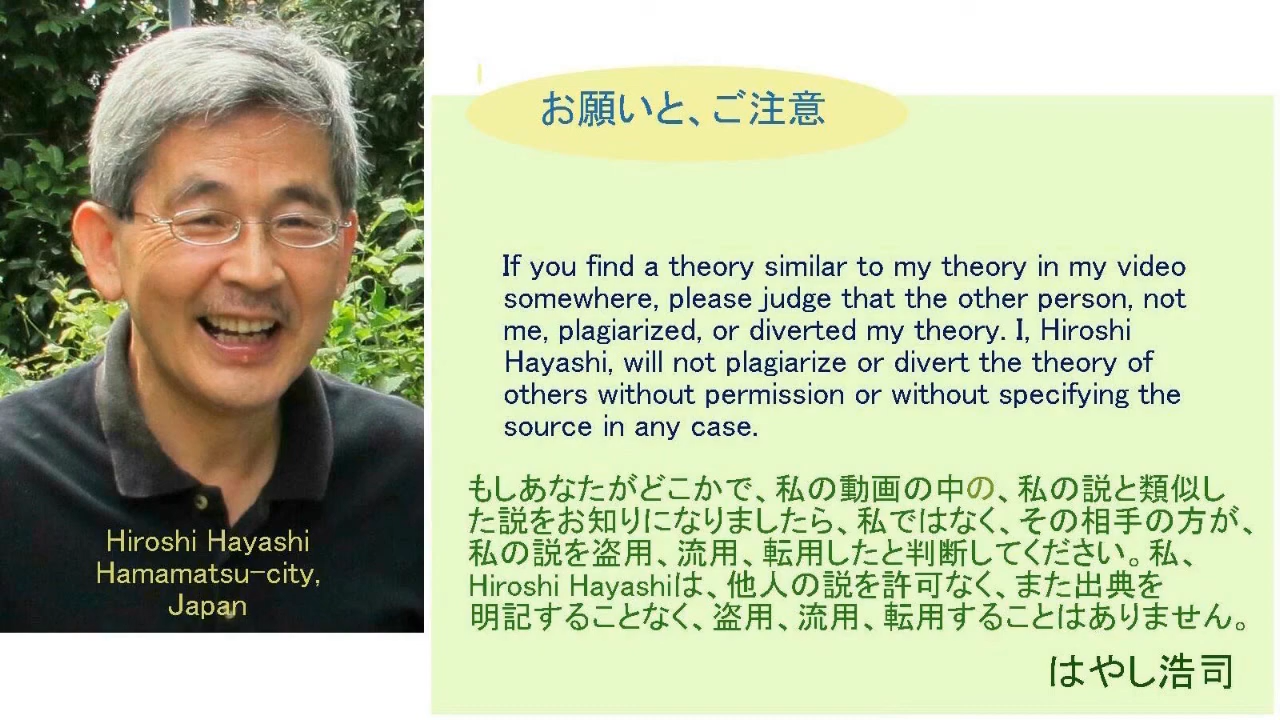 お願いと、ご注意
If you find a theory similar to my theory in my video
somewhere, please judge that the other person, not
me, plagiarized, or diverted my theory. I, Hiroshi
Hayashi, will not plagiarize or divert the theory of
others without permission or without specifying the
source in any case.
もしあなたがどこかで、私の動画の中の、私の説と類似し
た説をお知りになりましたら、私ではなく、その相手の方が、
私の説を盗用、流用、転用したと判断してください。私、
Hiroshi Hayashiは、他人の説を許可なく、また出典を
明記することなく、盗用、流用、転用することはありません。
はやし浩司
Hiroshi Hayashi
Hamamatsu-city,
Japan